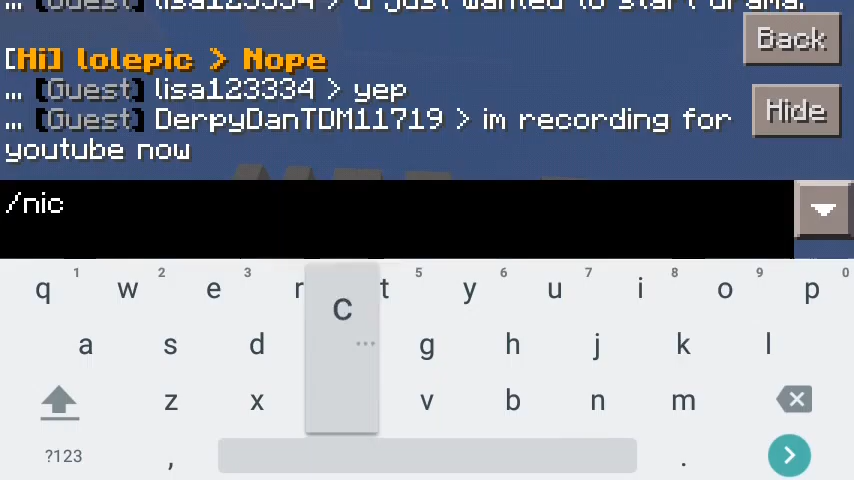 ... [Guest] lisa123334 > u just wanted to start drama.
[Hi] lolepic > Nope
... [Guest] lisa123334 > yep
... [Guest] DerpyDanTDM11719 > im recording for
youtube now
Back
Hide
/nic
1 2 3 5 6 7 8 9 0
q w e r t y u i o p
c
a s d g h j k l
z x v b n m
?123 , .